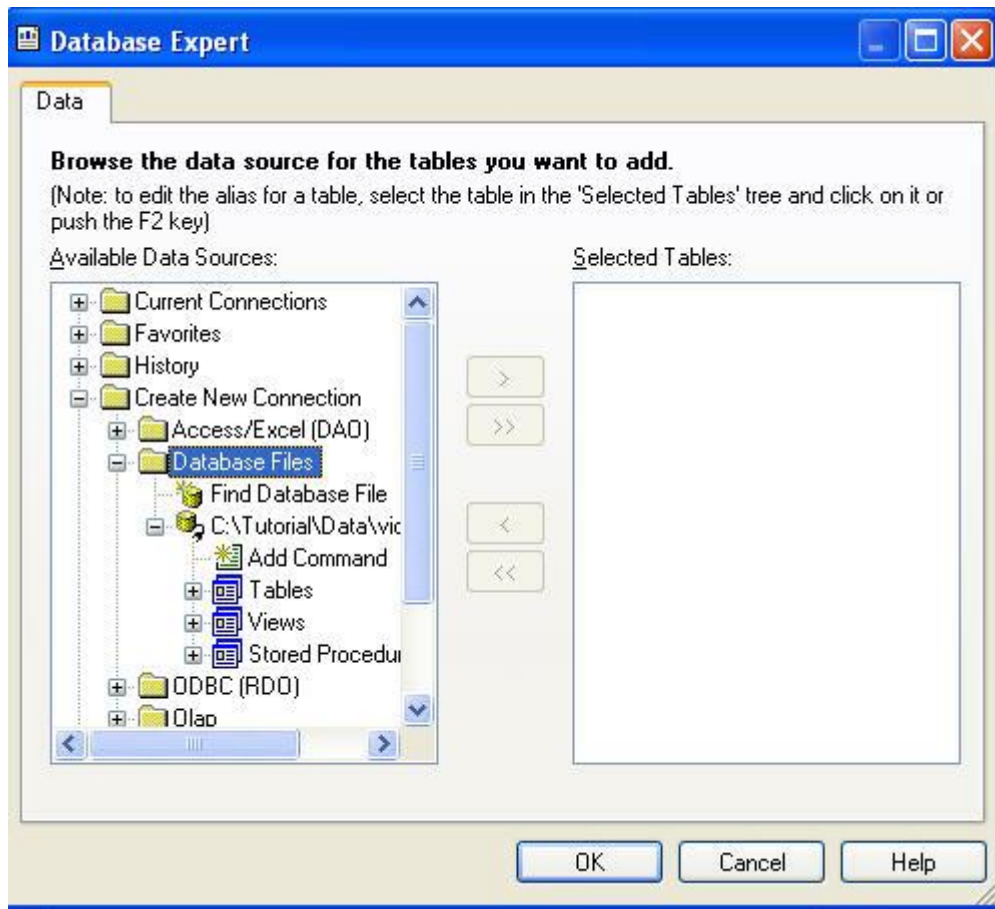 Database Expert
Data
Browse the data source for the tables you want to add.
(Note: to edit the alias for a table, select the table in the 'Selected Tables' tree and click on it or
push the F2 key)
Available Data Sources:
Selected Tables:
Current Connections
Favorites
History
Create New Connection
Access/Excel (DAO)
Database Files
Find Database File
C:\Tutorial\Data\vid
Add Command
Tables
Views
Stored Procedur
ODBC (RDO)
Olap
>
>>
<
<<
OK
Cancel
Help